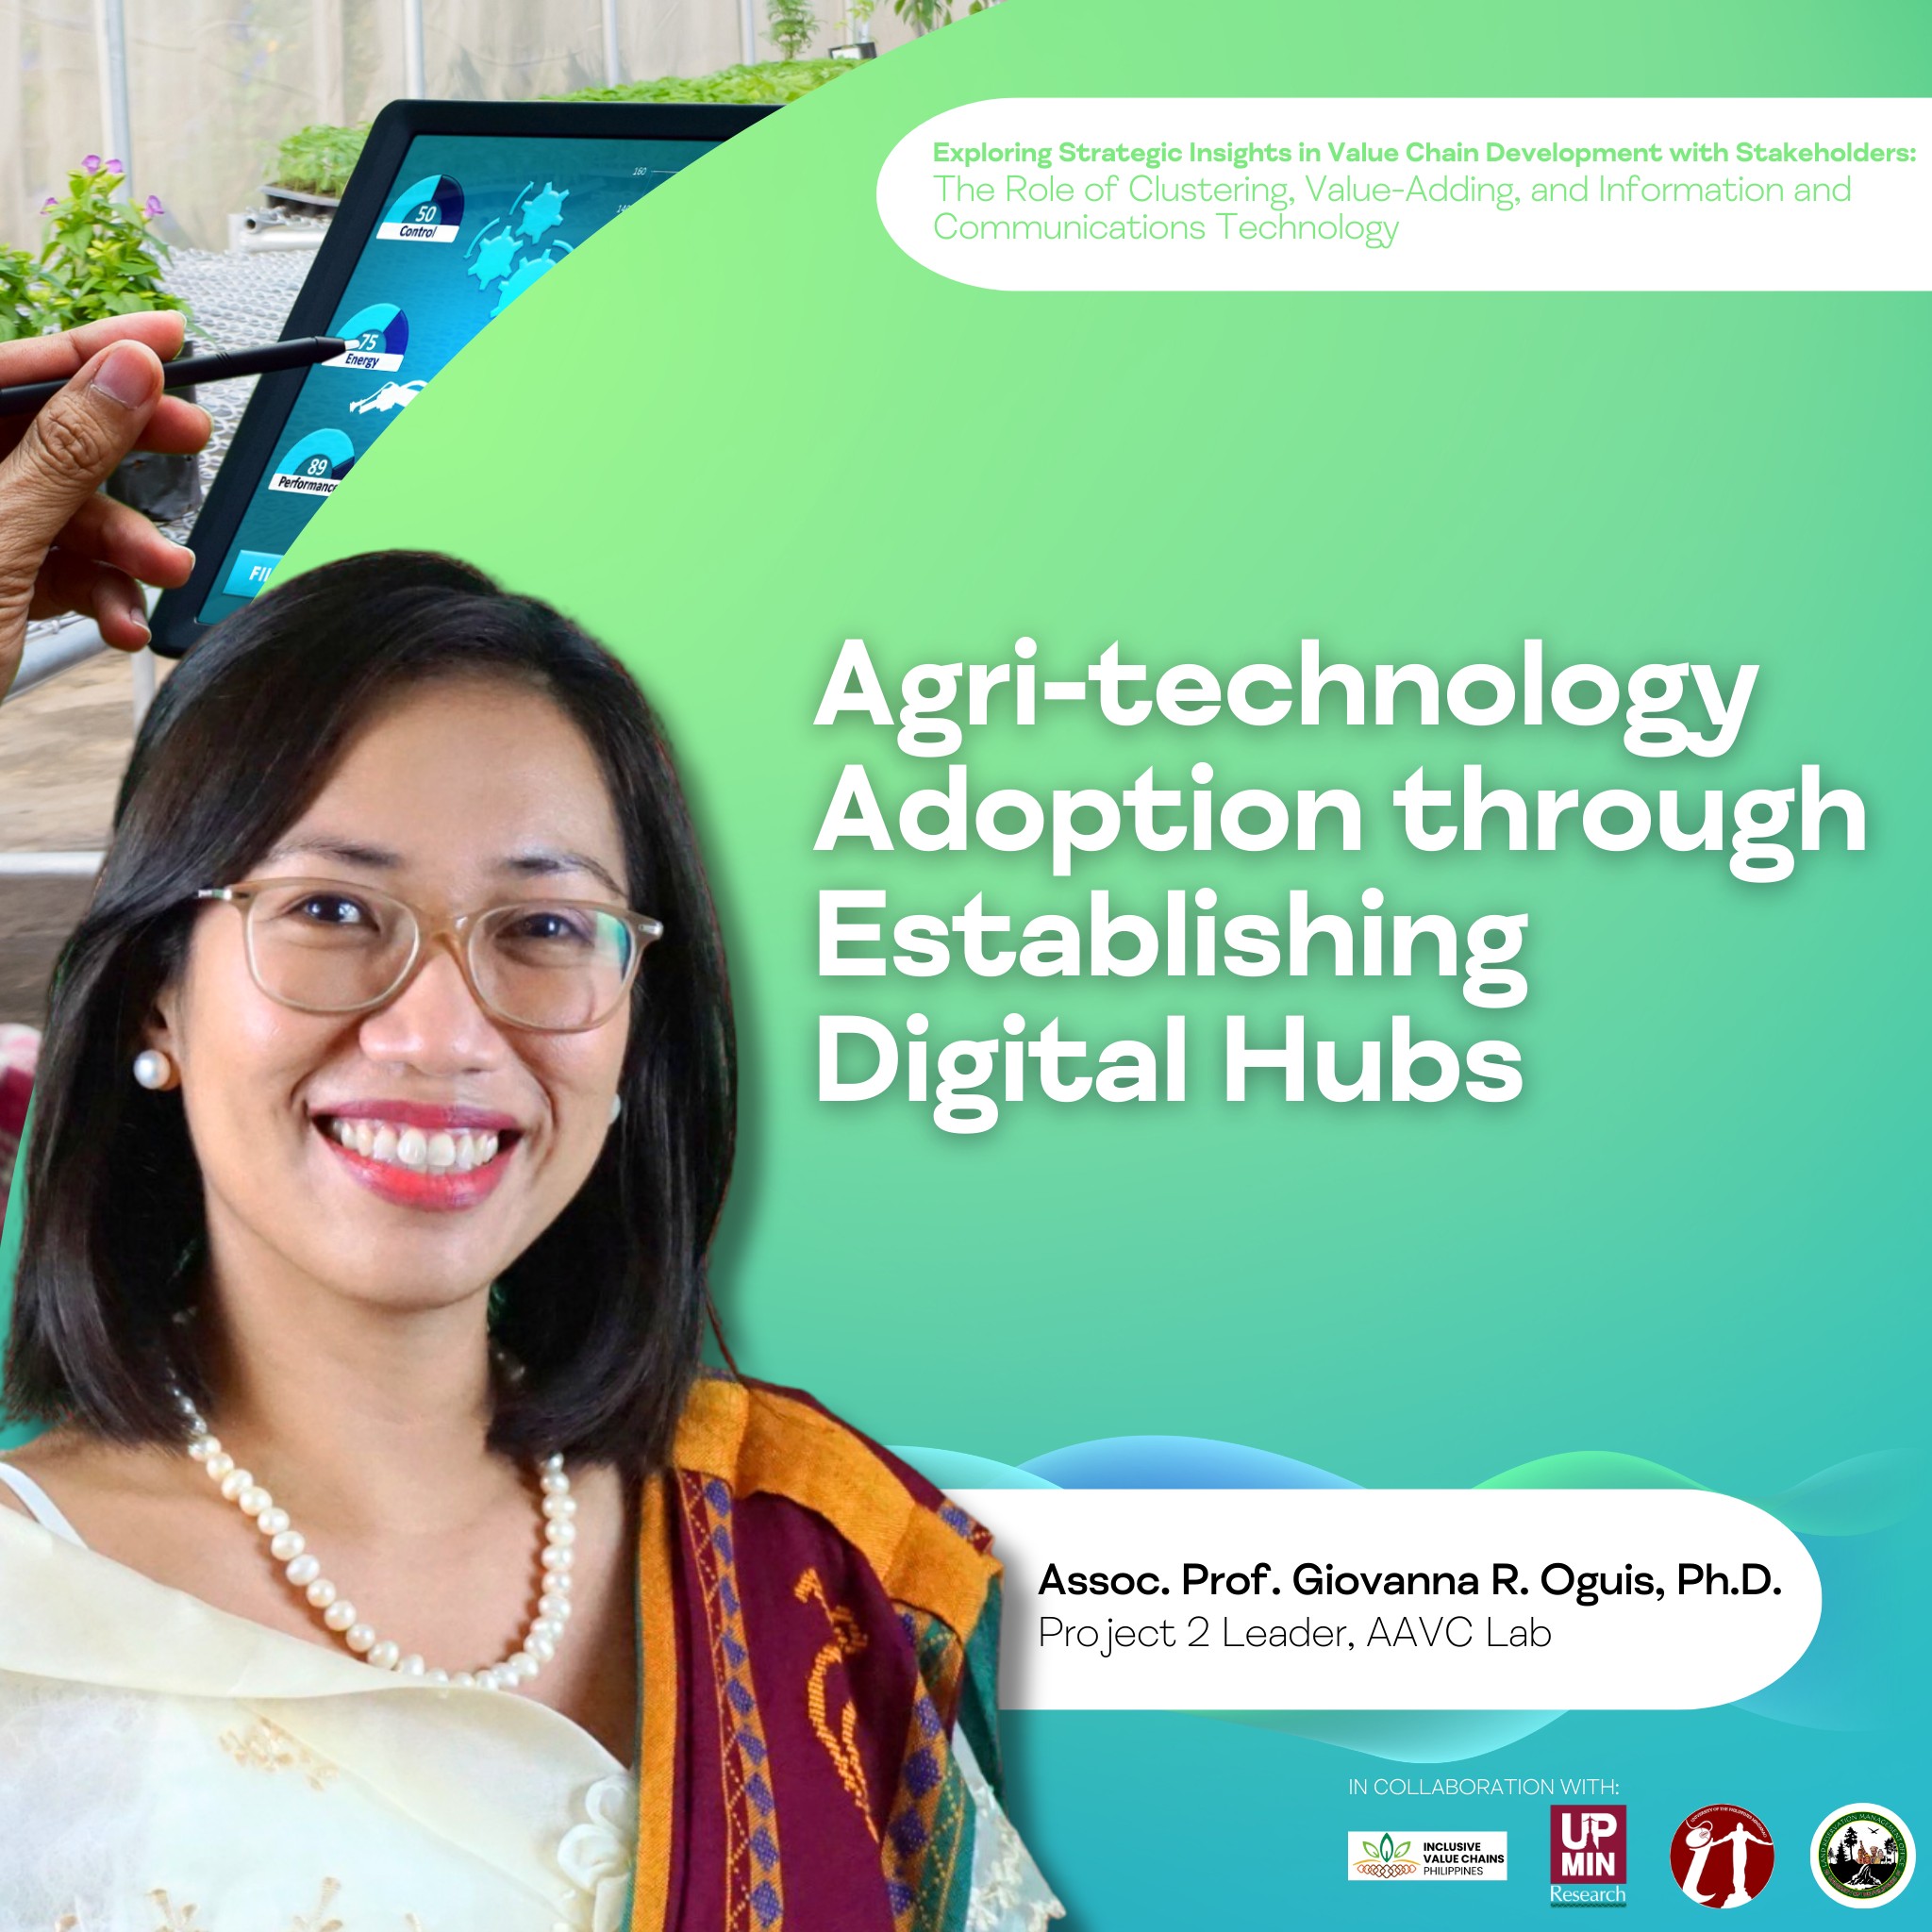 Exploring Strategic Insights in Value Chain Development with Stakeholders:
The Role of Clustering, Value-Adding, and Information and
Communications Technology
160
50
Control
75
Energy
89
Performance
Agri-technology
Adoption through
Establishing
Digital Hubs
Assoc. Prof. Giovanna R. Oguis, Ph.D.
Project 2 Leader, AAVC Lab
IN COLLABORATION WITH:
INCLUSIVE
VALUE CHAINS
PHILIPPINES
UP
MIN
Research